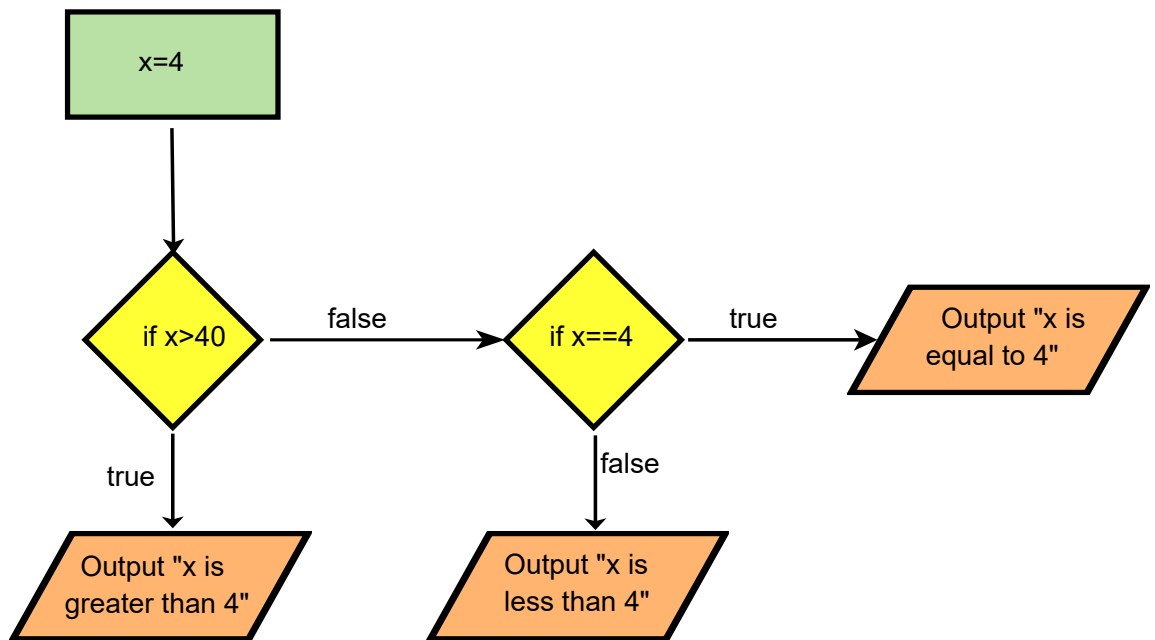 x=4
if x>40
false
if x==4
true
Output "x is
equal to 4"
true
false
Output "x is
greater than 4"
Output "x is
less than 4"